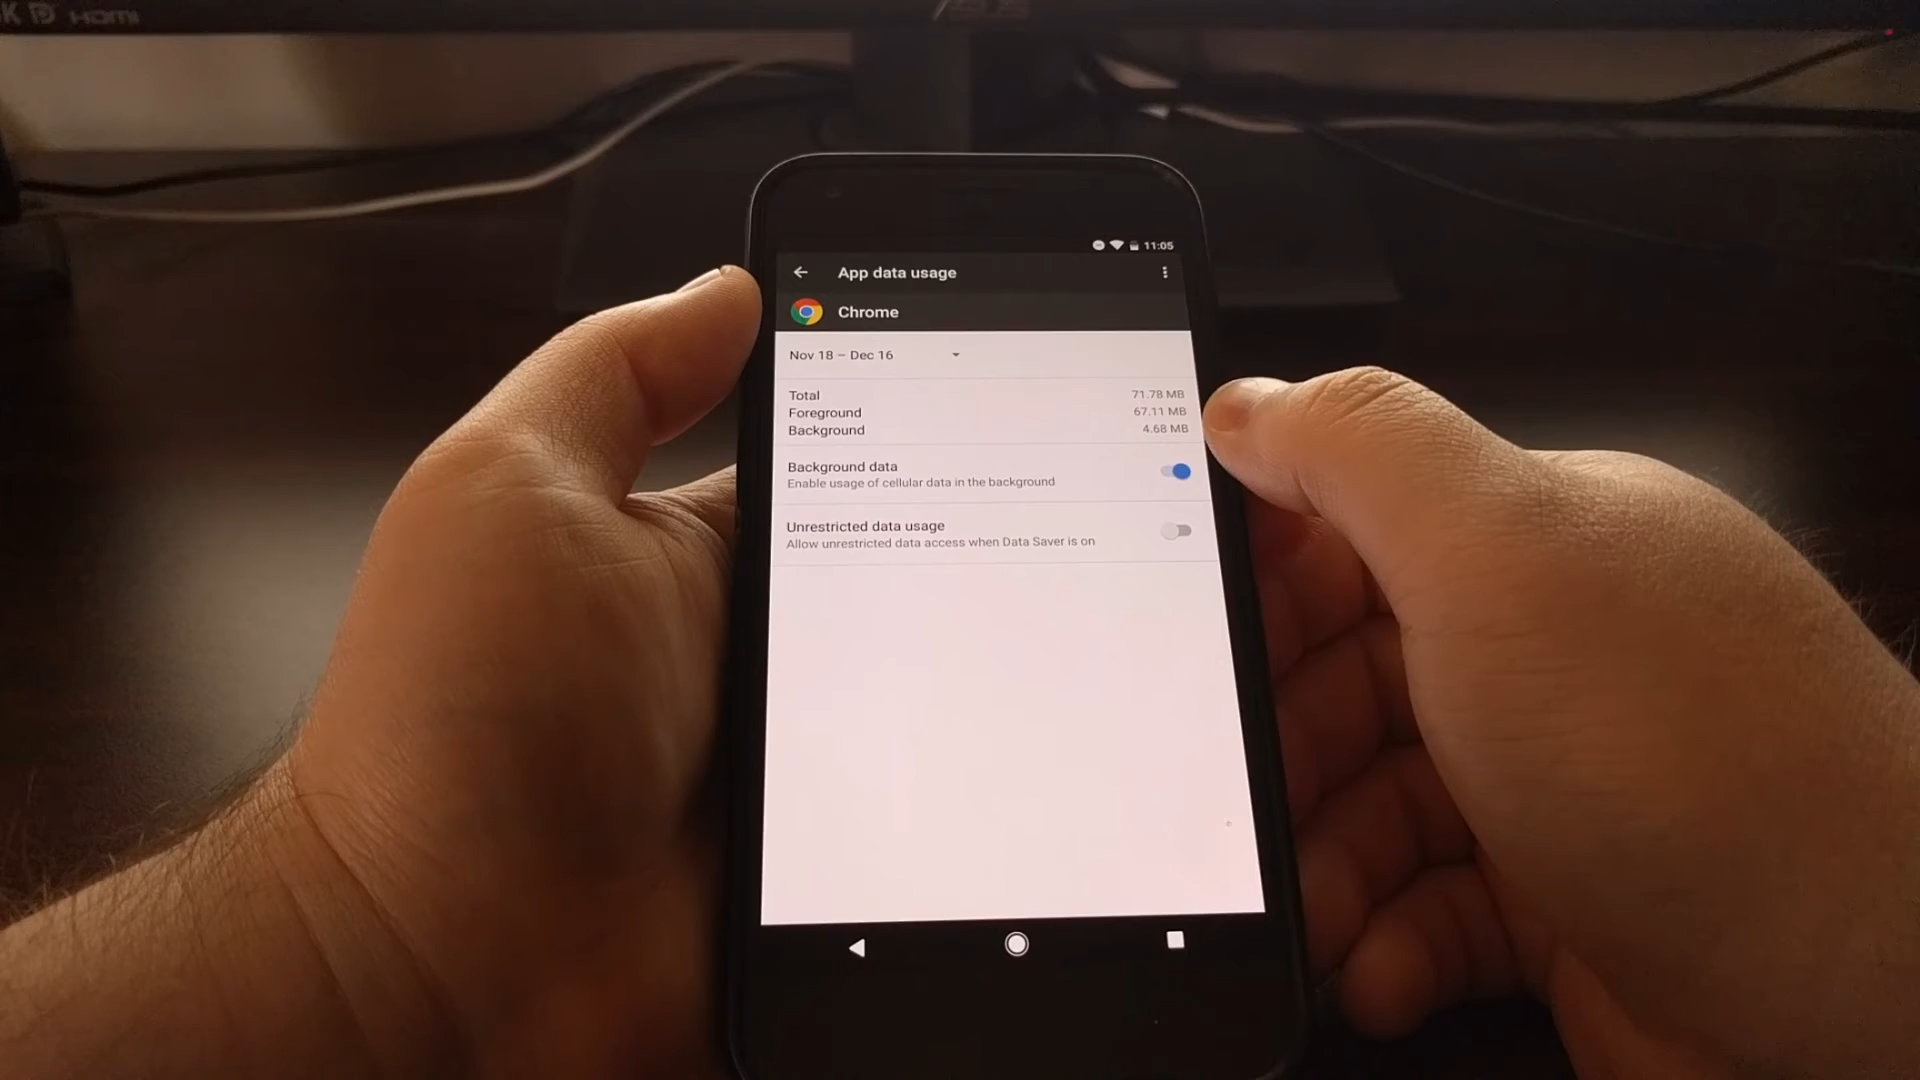 HDMI
11:05
App data usage
Chrome
Nov 18 – Dec 16
Total 71.78 MB
Foreground 67.11 MB
Background 4.68 MB
Background data
Enable usage of cellular data in the background
Unrestricted data usage
Allow unrestricted data access when Data Saver is on